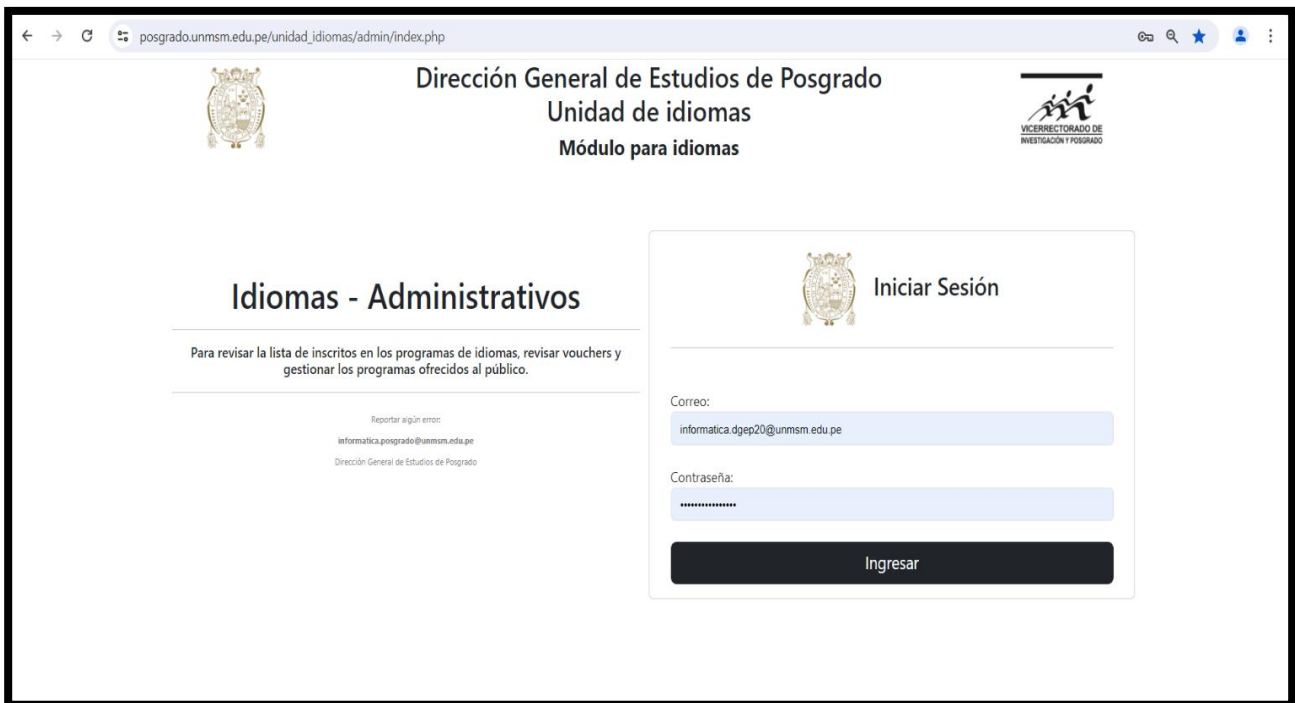 posgrado.unmsm.edu.pe/unidad_idiomas/admin/index.php
Dirección General de Estudios de Posgrado
Unidad de idiomas
Módulo para idiomas
VICERRECTORADO DE
INVESTIGACIÓN Y POSGRADO
Idiomas - Administrativos
Para revisar la lista de inscritos en los programas de idiomas, revisar vouchers y
gestionar los programas ofrecidos al público.
Reportar algún error:
informatica.posgrado@unmsm.edu.pe
Dirección General de Estudios de Posgrado
Iniciar Sesión
Correo:
informatica.dgep20@unmsm.edu.pe
Contraseña:
•••••••••••••••
Ingresar